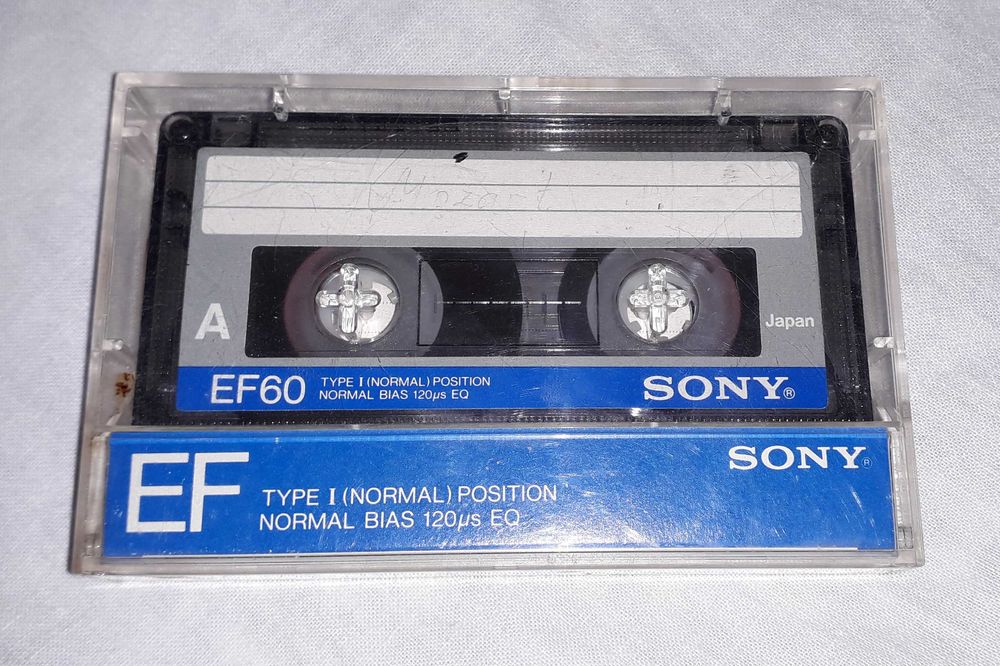 Mozart
A
Japan
EF60 TYPE I (NORMAL) POSITION
NORMAL BIAS 120µs EQ
SONY®
EF
TYPE I (NORMAL) POSITION
NORMAL BIAS 120µs EQ
SONY®